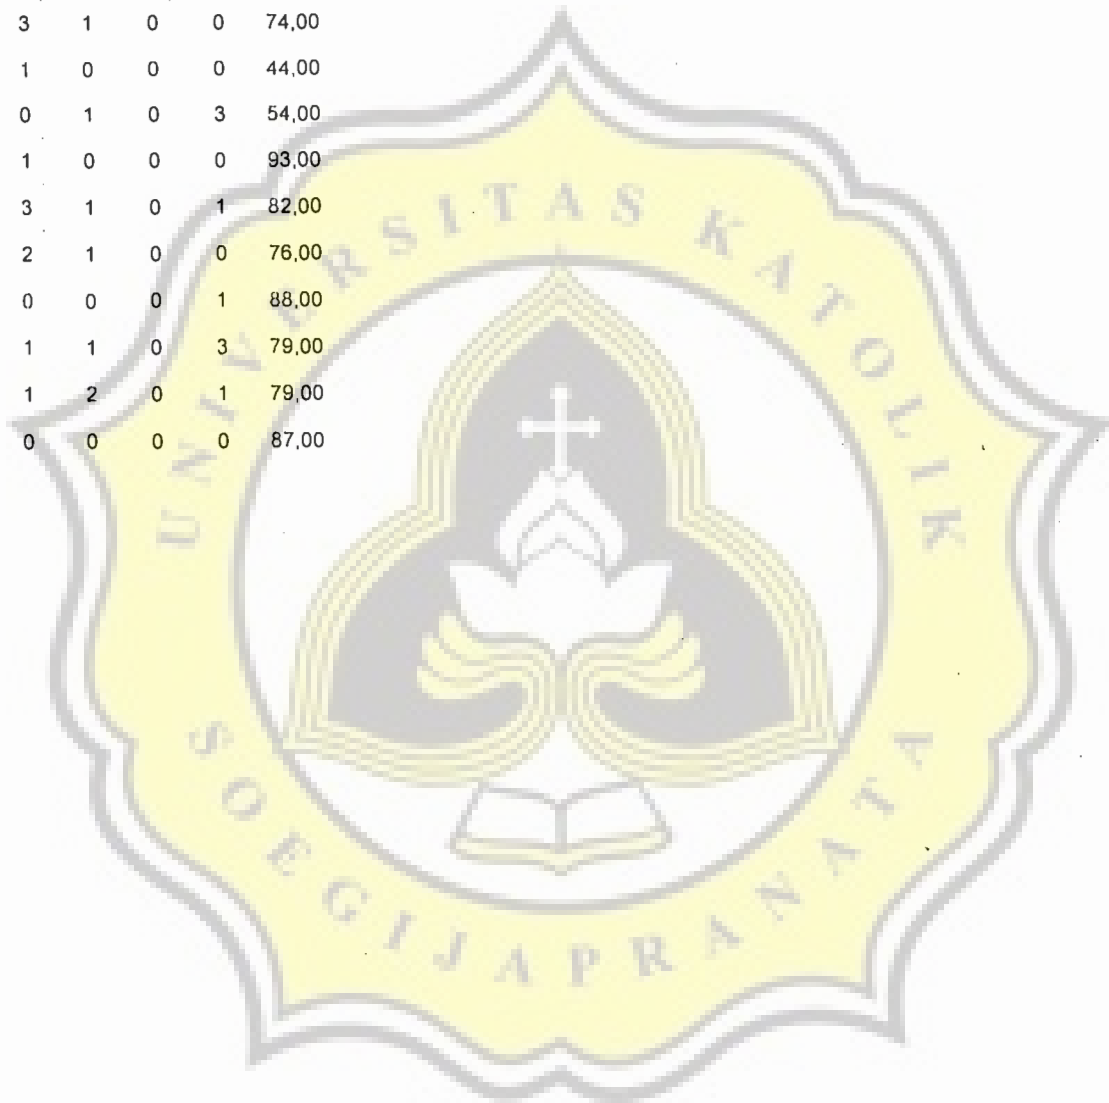 3 1 0 0 74,00
1 0 0 0 44,00
0 1 0 3 54,00
1 0 0 0 93,00
3 1 0 1 82,00
2 1 0 0 76,00
0 0 0 1 88,00
1 1 0 3 79,00
1 2 0 1 79,00
0 0 0 0 87,00
UNIVERSITAS KATOLIK
SOEGIJAPRANATA